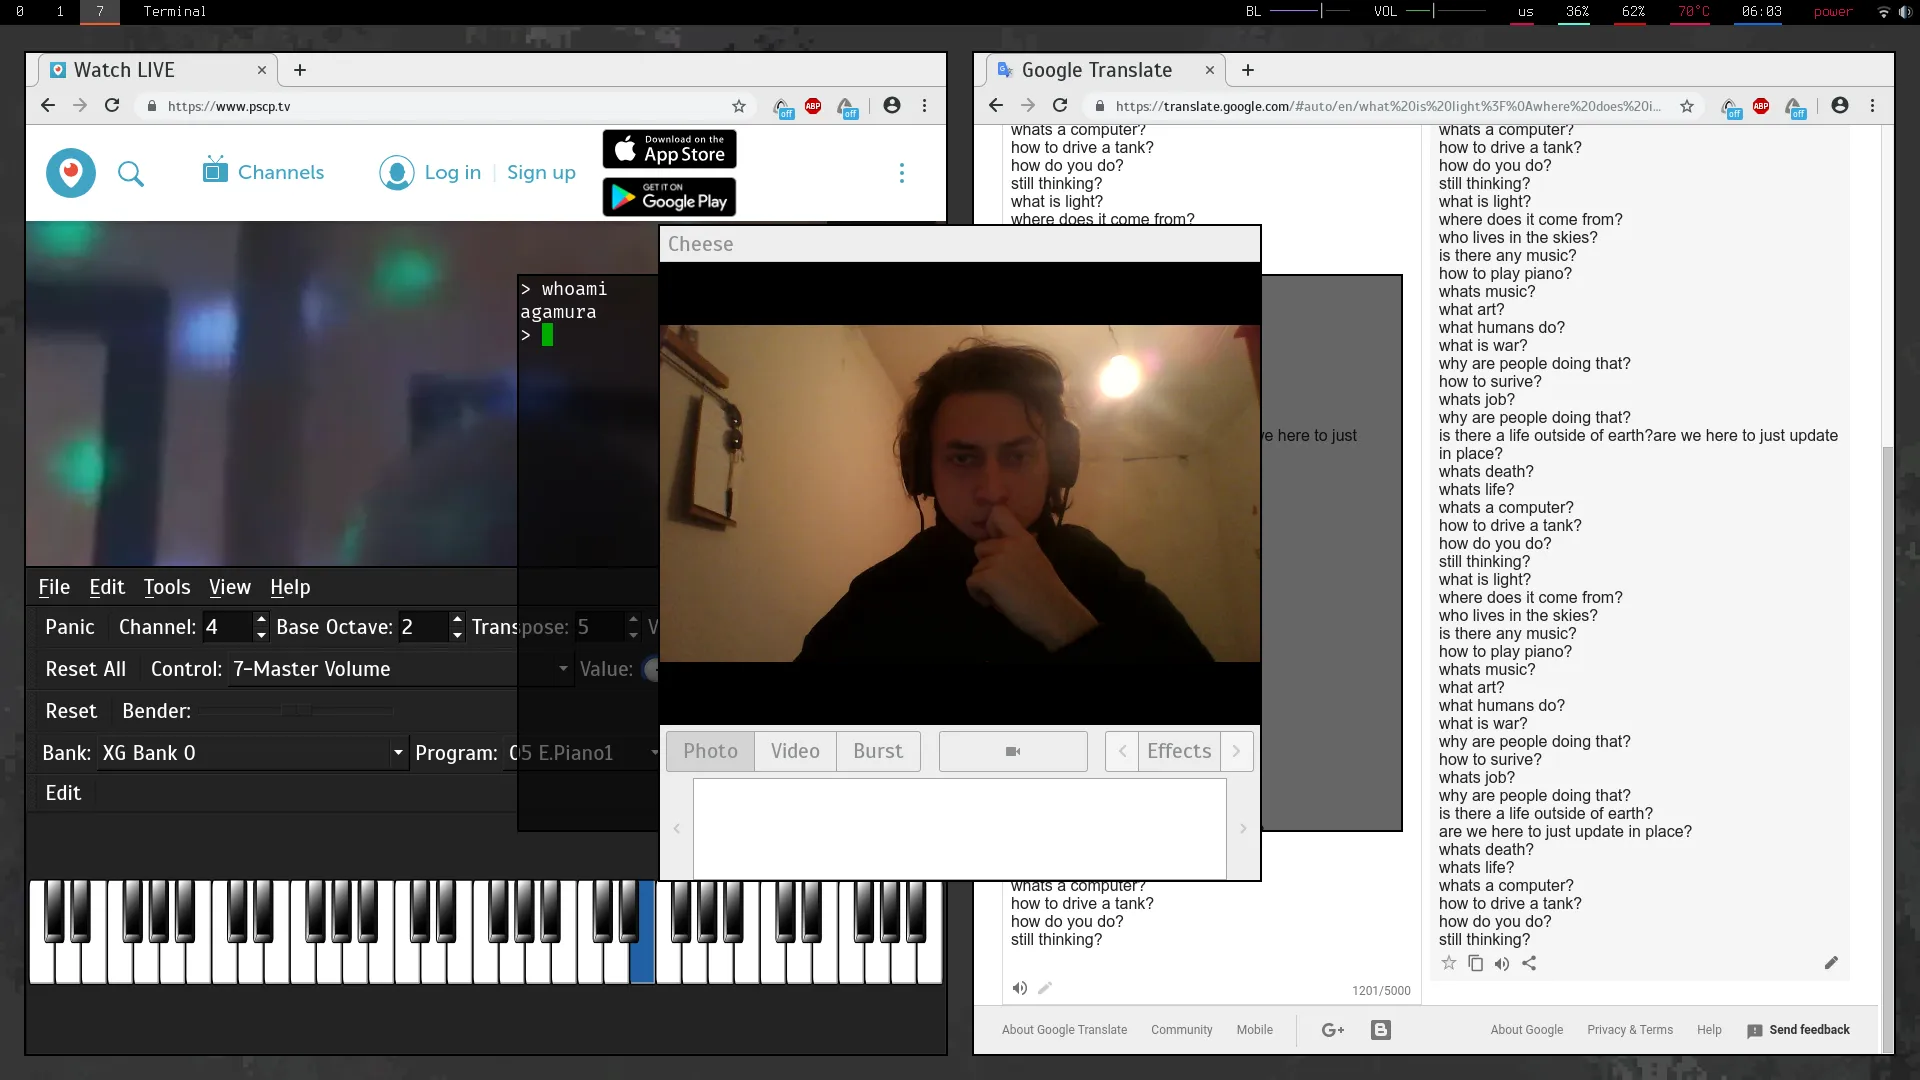 0 1 7 Terminal
BL VOL us 36% 62% 70°C 06:03 power
Watch LIVE
https://www.pscp.tv
ABP
off off
Channels
Log in Sign up
Download on the
App Store
GET IT ON
Google Play
> whoami
agamura
>
File Edit Tools View Help
Panic Channel: 4 Base Octave: 2 Transpose: 5 V
Reset All Control: 7-Master Volume Value:
Reset Bender:
Bank: XG Bank 0 Program: 05 E.Piano1
Edit
Cheese
Photo Video Burst Effects
Google Translate
https://translate.google.com/#auto/en/what%20is%20light%3F%0Awhere%20does%20i...
ABP
off off
whats a computer?
how to drive a tank?
how do you do?
still thinking?
what is light?
where does it come from?
we here to just
whats a computer?
how to drive a tank?
how do you do?
still thinking?
1201/5000
whats a computer?
how to drive a tank?
how do you do?
still thinking?
what is light?
where does it come from?
who lives in the skies?
is there any music?
how to play piano?
whats music?
what art?
what humans do?
what is war?
why are people doing that?
how to surive?
whats job?
why are people doing that?
is there a life outside of earth?are we here to just update
in place?
whats death?
whats life?
whats a computer?
how to drive a tank?
how do you do?
still thinking?
what is light?
where does it come from?
who lives in the skies?
is there any music?
how to play piano?
whats music?
what art?
what humans do?
what is war?
why are people doing that?
how to surive?
whats job?
why are people doing that?
is there a life outside of earth?
are we here to just update in place?
whats death?
whats life?
whats a computer?
how to drive a tank?
how do you do?
still thinking?
About Google Translate Community Mobile G+ B About Google Privacy & Terms Help Send feedback